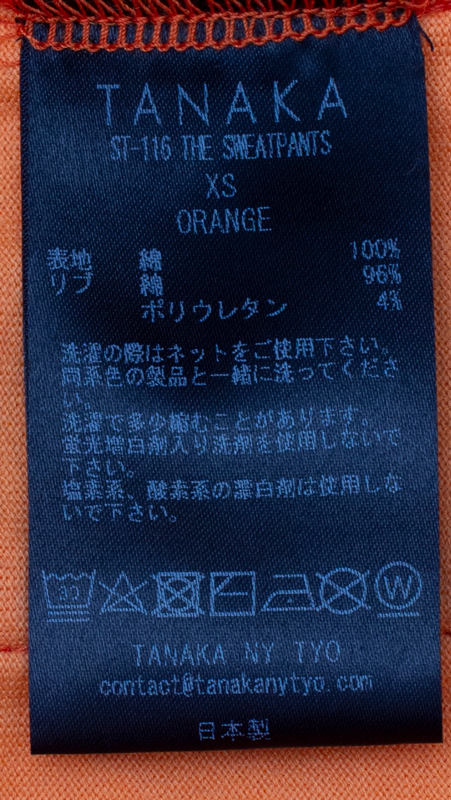 TANAKA
ST-116 THE SWEATPANTS
XS
ORANGE
表地 綿 100%
リブ 綿 96%
ポリウレタン 4%
洗濯の際はネットをご使用下さい。
同系色の製品と一緒に洗ってくださ
い。
洗濯で多少縮むことがあります。
蛍光増白剤入り洗剤を使用しないで
下さい。
塩素系、酸素系の漂白剤は使用しな
いで下さい。
30 W
TANAKA NY TYO
contact@tanakanytyo.com
日本製